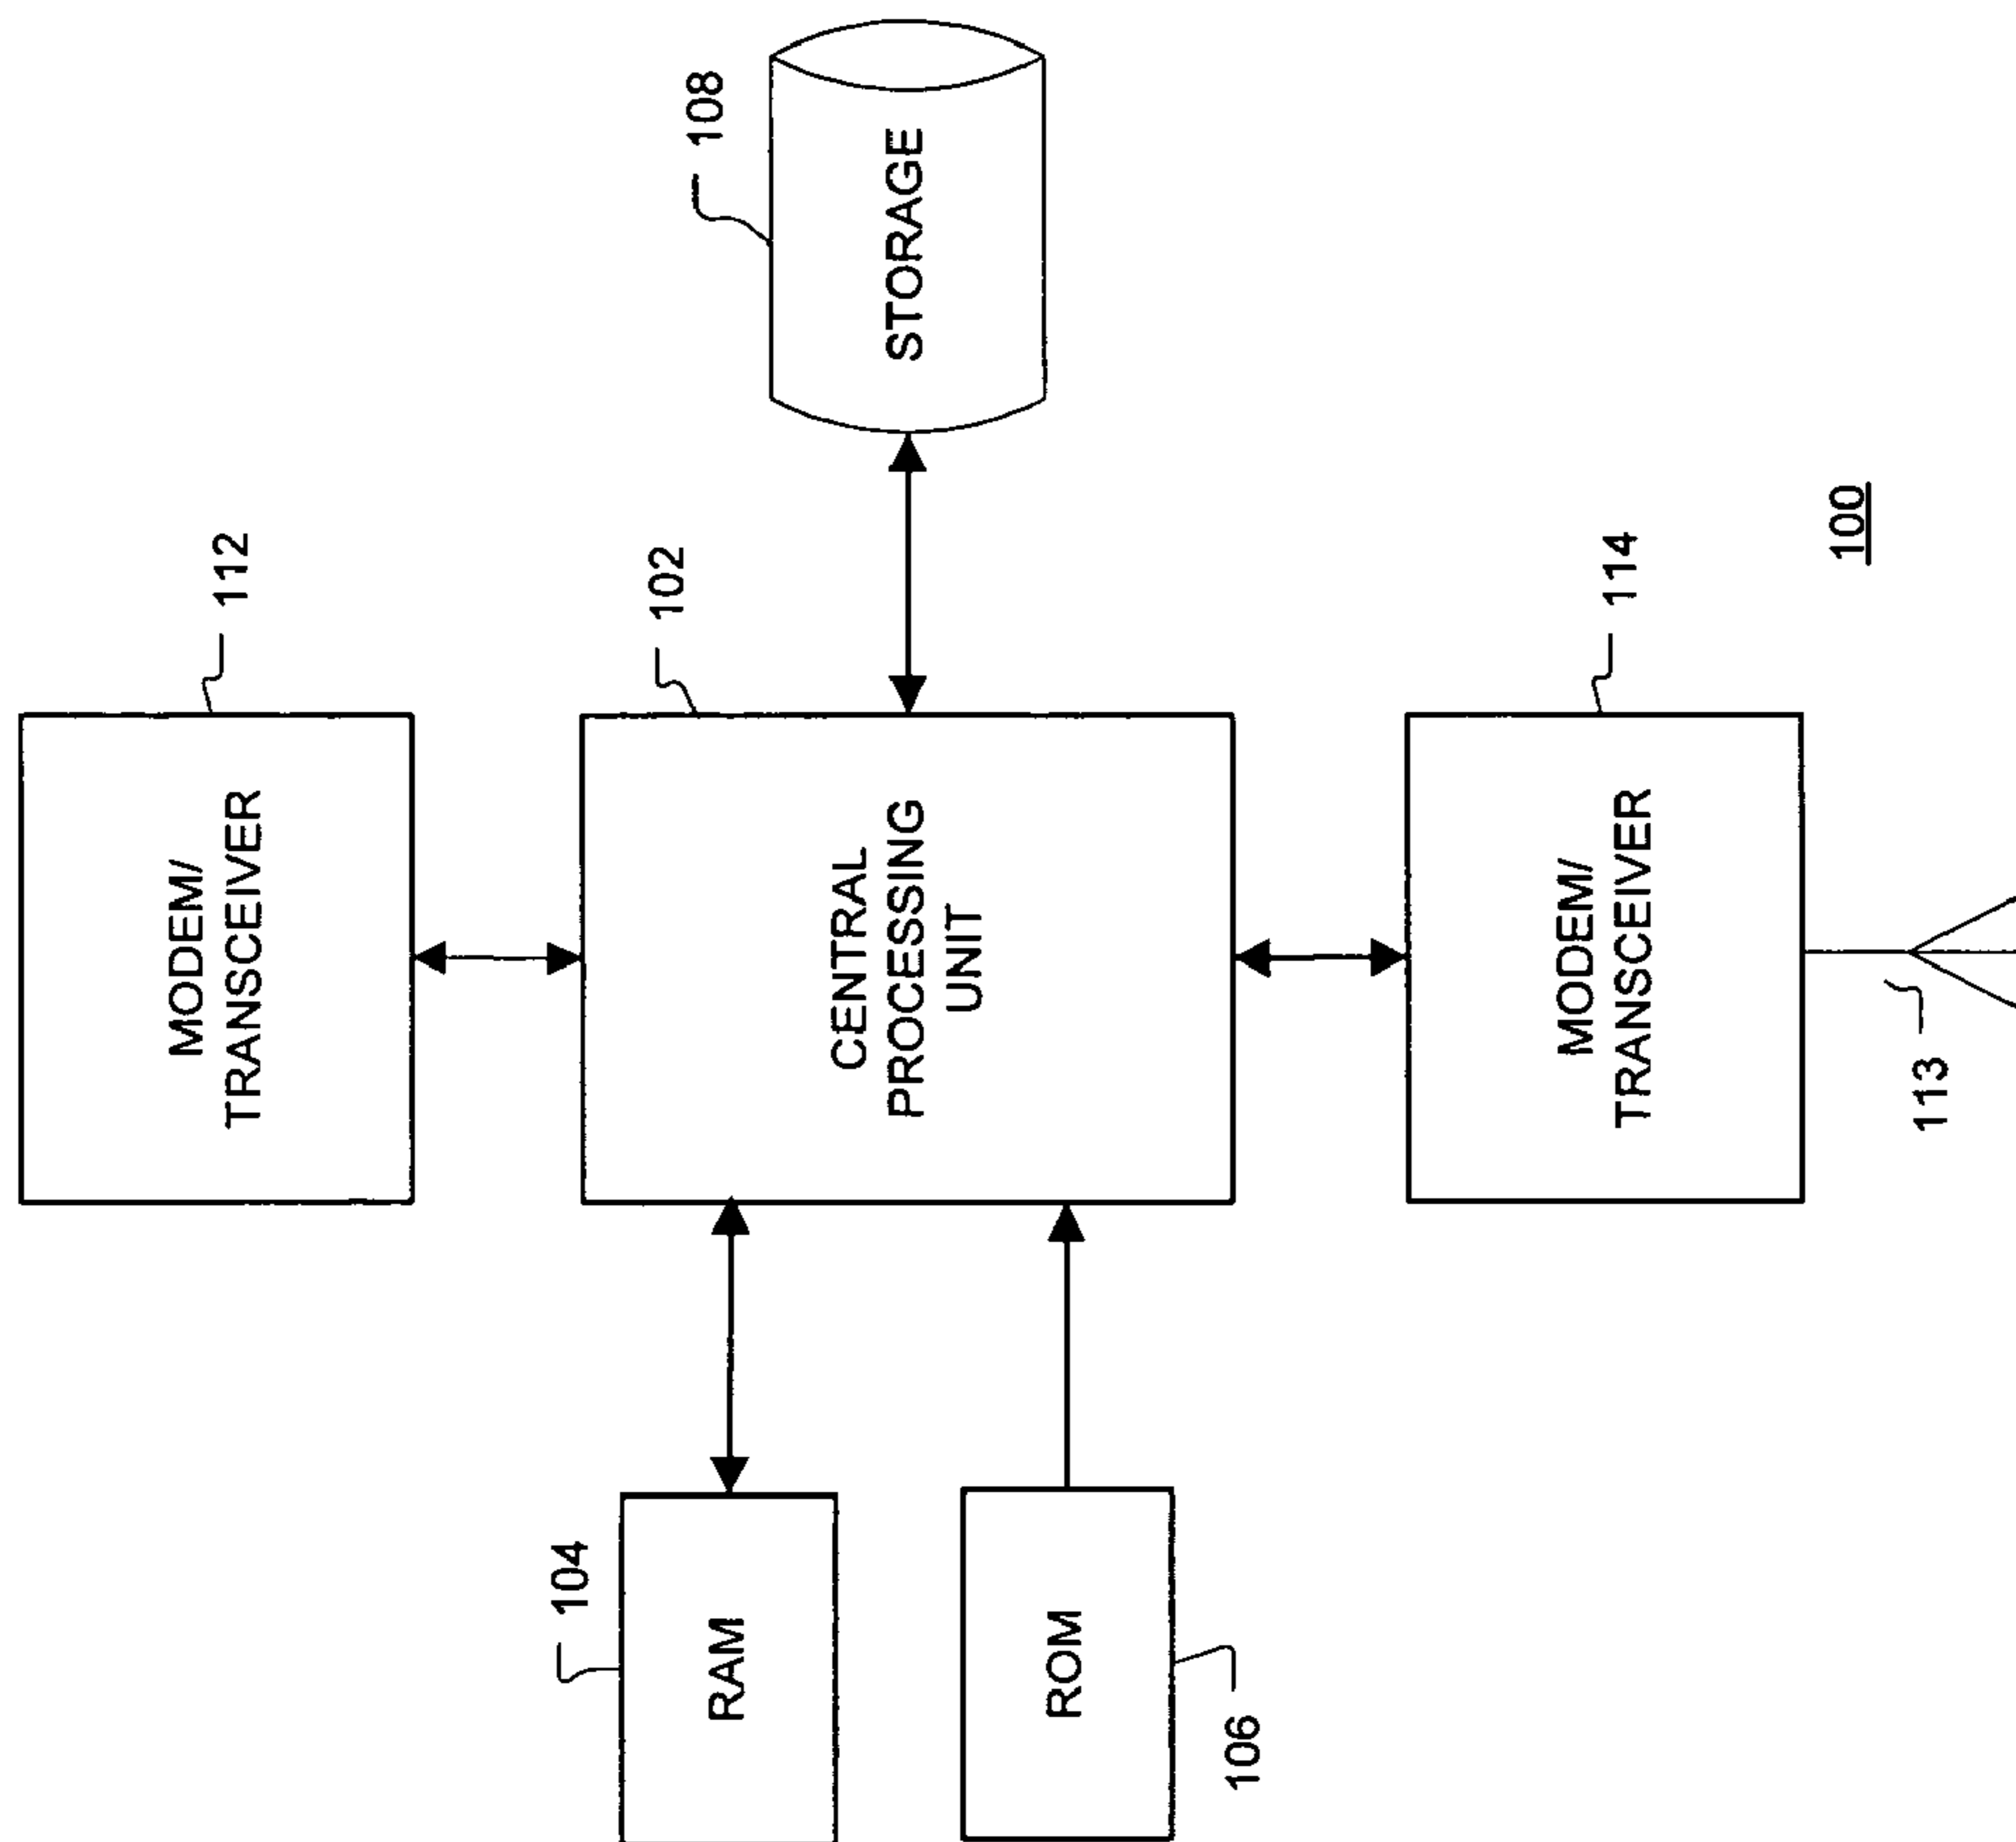 108
STORAGE
112
102
114
100
MODEM/
TRANSCEIVER
CENTRAL
PROCESSING
UNIT
MODEM/
TRANSCEIVER
113
104
RAM
ROM
106